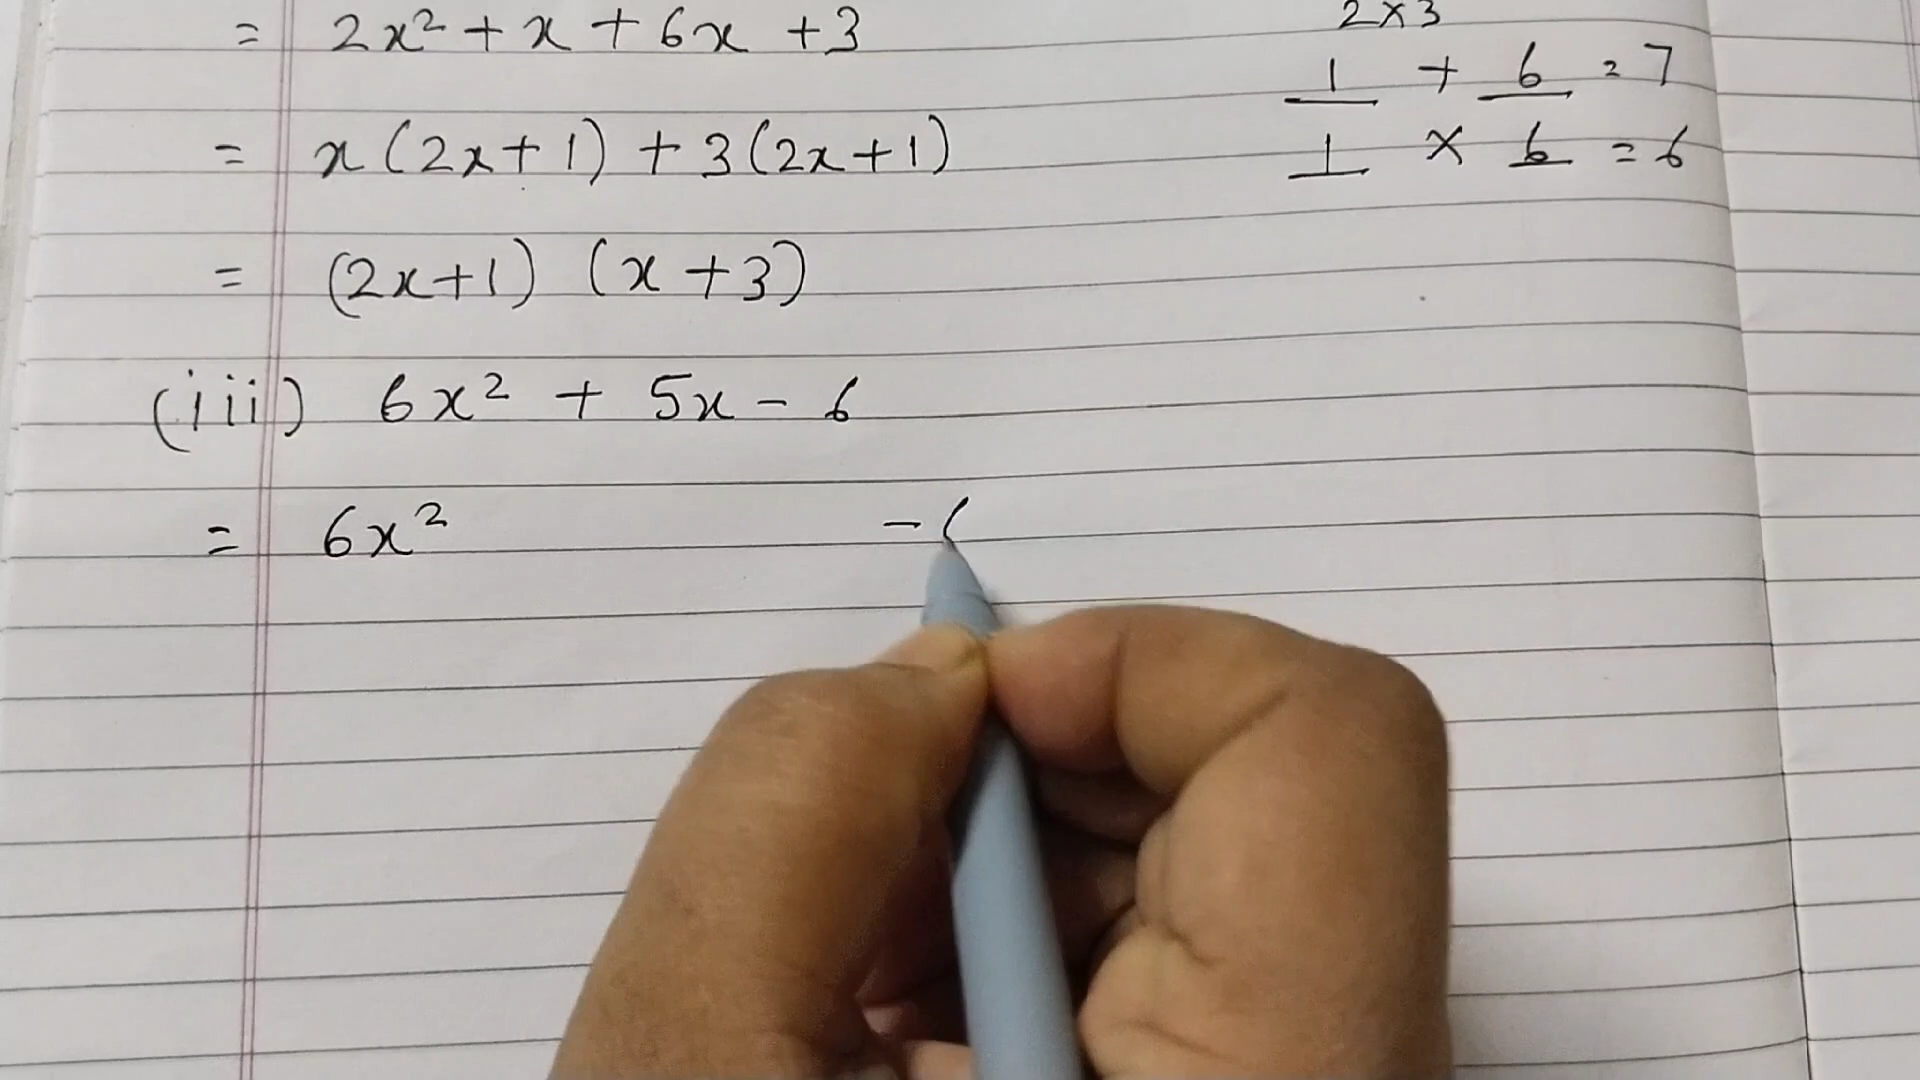 = 2x² + x + 6x + 3
2×3
1 + 6 = 7
= x(2x+1) + 3(2x+1)
1 × 6 = 6
= (2x+1) (x+3)
(iii) 6x² + 5x - 6
= 6x² -